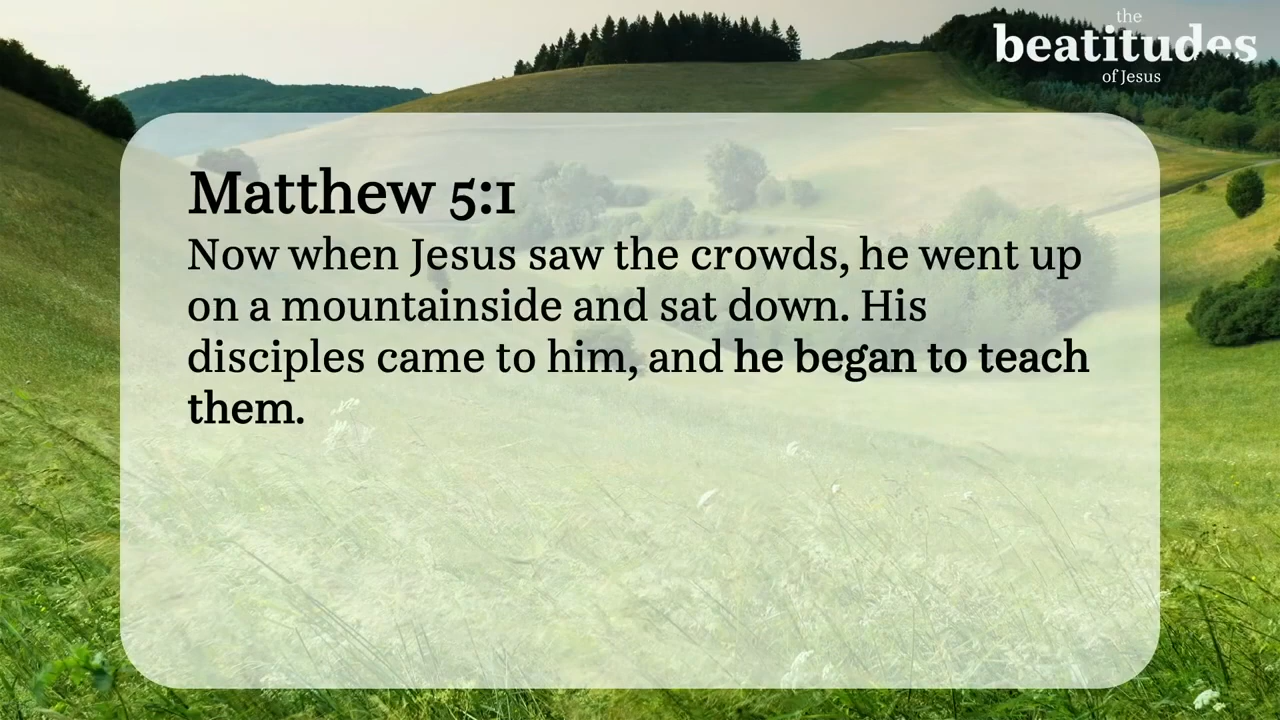 the
beatitudes
of Jesus
Matthew 5:1
Now when Jesus saw the crowds, he went up
on a mountainside and sat down. His
disciples came to him, and he began to teach
them.